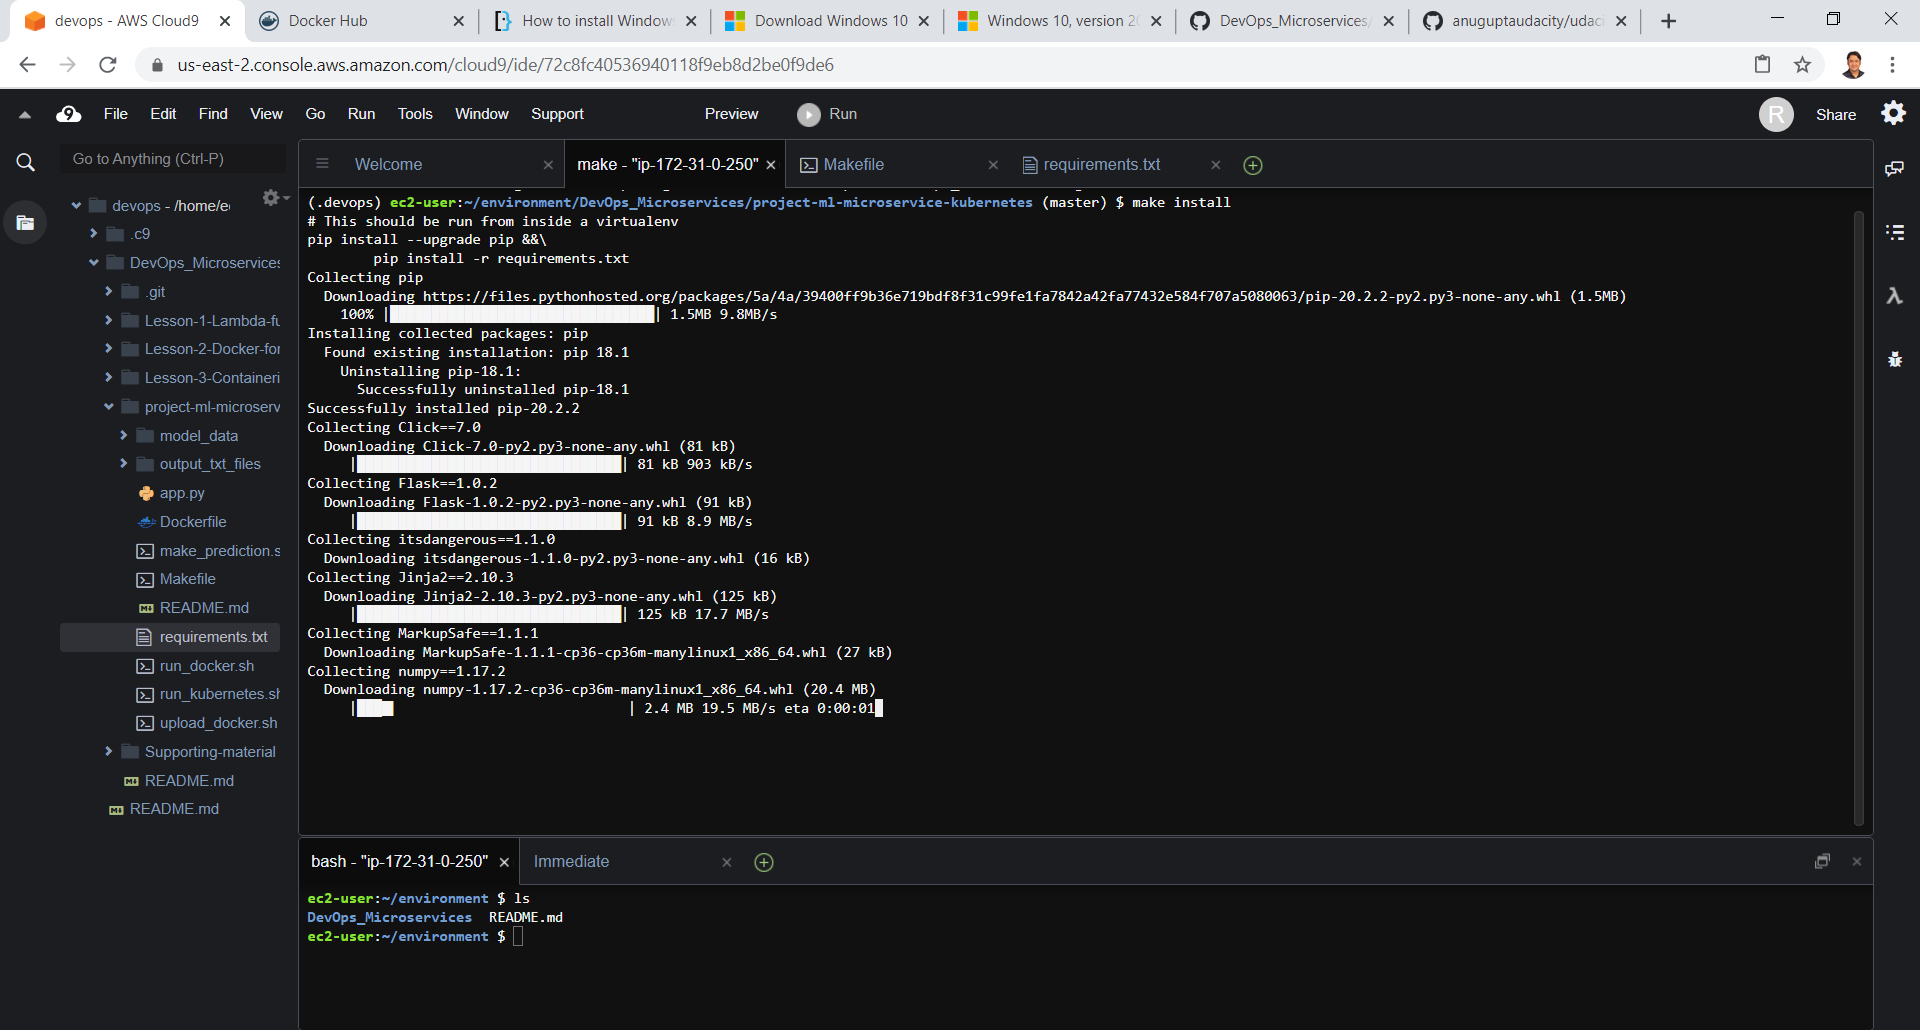 devops - AWS Cloud9
Docker Hub
How to install Window
Download Windows 10
Windows 10, version 20
DevOps_Microservices/
anuguptaudacity/udaci
us-east-2.console.aws.amazon.com/cloud9/ide/72c8fc40536940118f9eb8d2be0f9de6
9 File Edit Find View Go Run Tools Window Support Preview Run R Share
Go to Anything (Ctrl-P)
Welcome
make - "ip-172-31-0-250"
Makefile
requirements.txt
devops - /home/e
.c9
DevOps_Microservices
.git
Lesson-1-Lambda-fu
Lesson-2-Docker-for
Lesson-3-Containeri
project-ml-microserv
model_data
output_txt_files
app.py
Dockerfile
make_prediction.s
Makefile
README.md
requirements.txt
run_docker.sh
run_kubernetes.sh
upload_docker.sh
Supporting-material
README.md
README.md
(.devops) ec2-user:~/environment/DevOps_Microservices/project-ml-microservice-kubernetes (master) $ make install
# This should be run from inside a virtualenv
pip install --upgrade pip &&\
pip install -r requirements.txt
Collecting pip
Downloading https://files.pythonhosted.org/packages/5a/4a/39400ff9b36e719bdf8f31c99fe1fa7842a42fa77432e584f707a5080063/pip-20.2.2-py2.py3-none-any.whl (1.5MB)
100% |████████████████████████████████| 1.5MB 9.8MB/s
Installing collected packages: pip
Found existing installation: pip 18.1
Uninstalling pip-18.1:
Successfully uninstalled pip-18.1
Successfully installed pip-20.2.2
Collecting Click==7.0
Downloading Click-7.0-py2.py3-none-any.whl (81 kB)
|████████████████████████████████| 81 kB 903 kB/s
Collecting Flask==1.0.2
Downloading Flask-1.0.2-py2.py3-none-any.whl (91 kB)
|████████████████████████████████| 91 kB 8.9 MB/s
Collecting itsdangerous==1.1.0
Downloading itsdangerous-1.1.0-py2.py3-none-any.whl (16 kB)
Collecting Jinja2==2.10.3
Downloading Jinja2-2.10.3-py2.py3-none-any.whl (125 kB)
|████████████████████████████████| 125 kB 17.7 MB/s
Collecting MarkupSafe==1.1.1
Downloading MarkupSafe-1.1.1-cp36-cp36m-manylinux1_x86_64.whl (27 kB)
Collecting numpy==1.17.2
Downloading numpy-1.17.2-cp36-cp36m-manylinux1_x86_64.whl (20.4 MB)
|████ | 2.4 MB 19.5 MB/s eta 0:00:01
bash - "ip-172-31-0-250"
Immediate
ec2-user:~/environment $ ls
DevOps_Microservices README.md
ec2-user:~/environment $